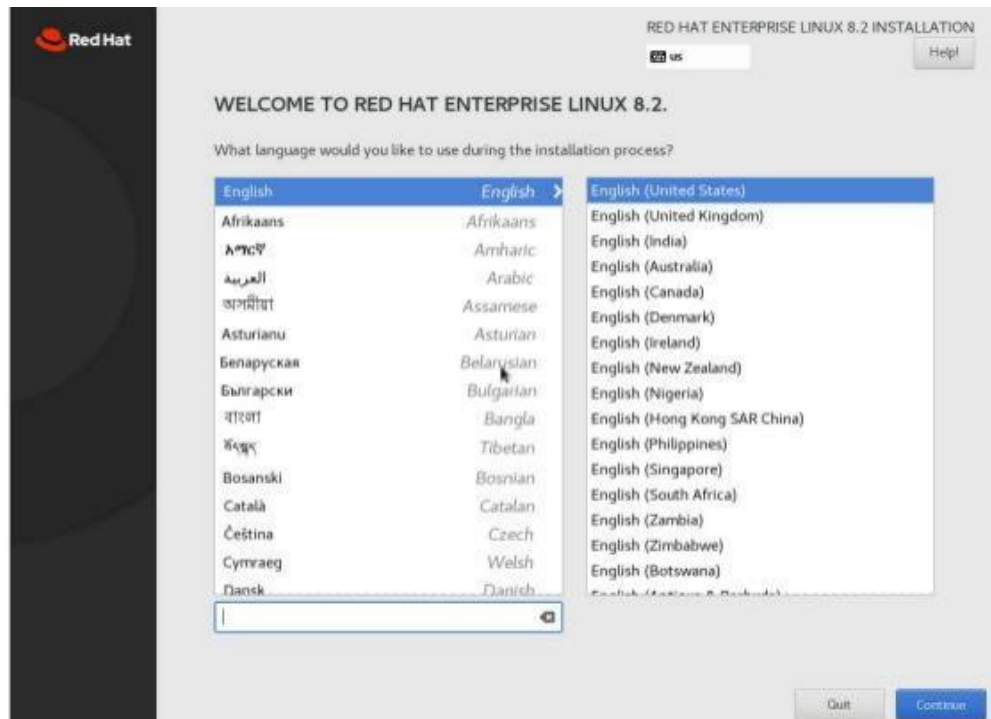 Red Hat
RED HAT ENTERPRISE LINUX 8.2 INSTALLATION
us
Help!
WELCOME TO RED HAT ENTERPRISE LINUX 8.2.
What language would you like to use during the installation process?
English English
Afrikaans Afrikaans
አማርኛ Amharic
العربية Arabic
অসমীয়া Assamese
Asturianu Asturian
Беларуская Belarusian
Български Bulgarian
বাংলা Bangla
Tibetan
Bosanski Bosnian
Català Catalan
Čeština Czech
Cymraeg Welsh
Dansk Danish
English (United States)
English (United Kingdom)
English (India)
English (Australia)
English (Canada)
English (Denmark)
English (Ireland)
English (New Zealand)
English (Nigeria)
English (Hong Kong SAR China)
English (Philippines)
English (Singapore)
English (South Africa)
English (Zambia)
English (Zimbabwe)
English (Botswana)
English (Antigua & Barbuda)
Quit
Continue